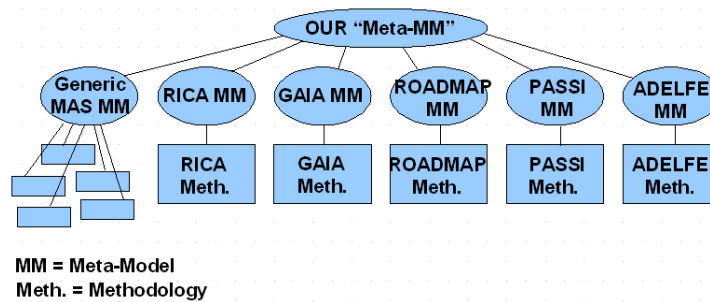 OUR “Meta-MM”
Generic
MAS MM
RICA MM
GAIA MM
ROADMAP
MM
PASSI
MM
ADELFE
MM
RICA
Meth.
GAIA
Meth.
ROADMAP
Meth.
PASSI
Meth.
ADELFE
Meth.
MM = Meta-Model
Meth. = Methodology